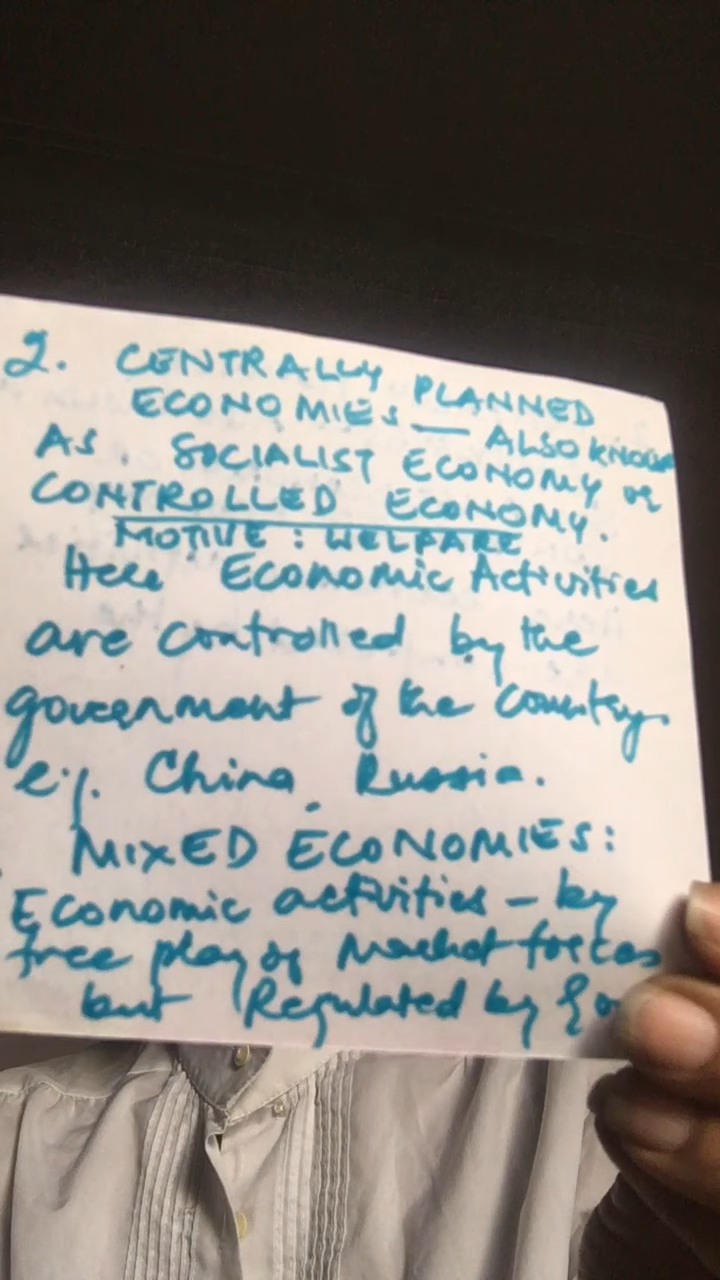 2. CENTRALLY PLANNED
ECONOMIES — ALSO KNOWN
AS SOCIALIST ECONOMY or
CONTROLLED ECONOMY.
MOTIVE : WELFARE
Here Economic Activities
are controlled by the
government of the country.
e.g. China, Russia.
MIXED ECONOMIES:
Economic activities – by
free play of Market forces
but Regulated by